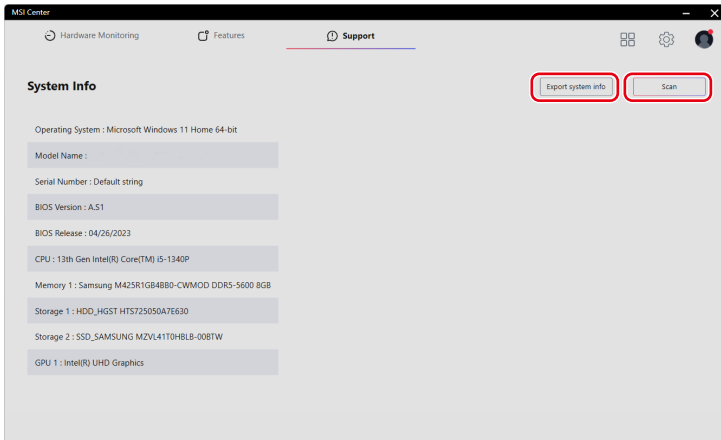 MSI Center
Hardware Monitoring
Features
Support
System Info
Export system info
Scan
Operating System : Microsoft Windows 11 Home 64-bit
Model Name :
Serial Number : Default string
BIOS Version : A.S1
BIOS Release : 04/26/2023
CPU : 13th Gen Intel(R) Core(TM) i5-1340P
Memory 1 : Samsung M425R1GB4BB0-CWMOD DDR5-5600 8GB
Storage 1 : HDD_HGST HTS725050A7E630
Storage 2 : SSD_SAMSUNG MZVL41T0HBLB-00BTW
GPU 1 : Intel(R) UHD Graphics